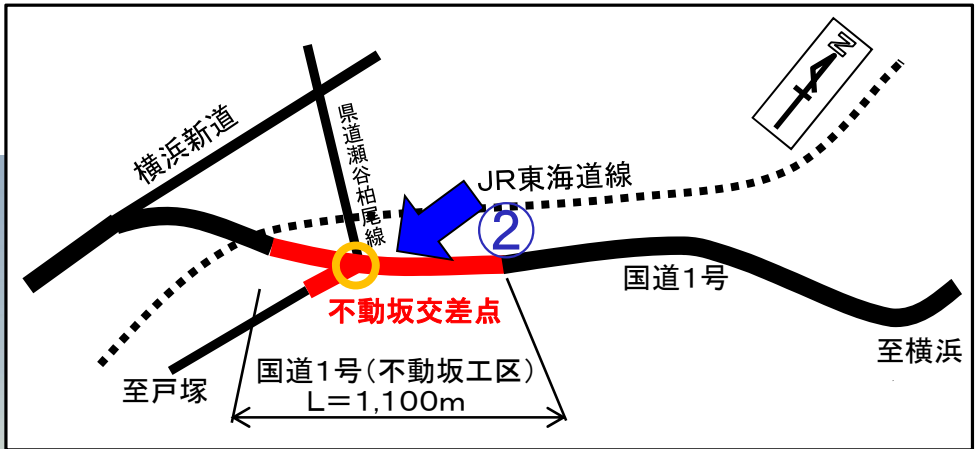 N
横浜新道
県道瀬谷柏尾線
JR東海道線
②
国道1号
不動坂交差点
至横浜
国道1号(不動坂工区)
至戸塚
L=1,100m